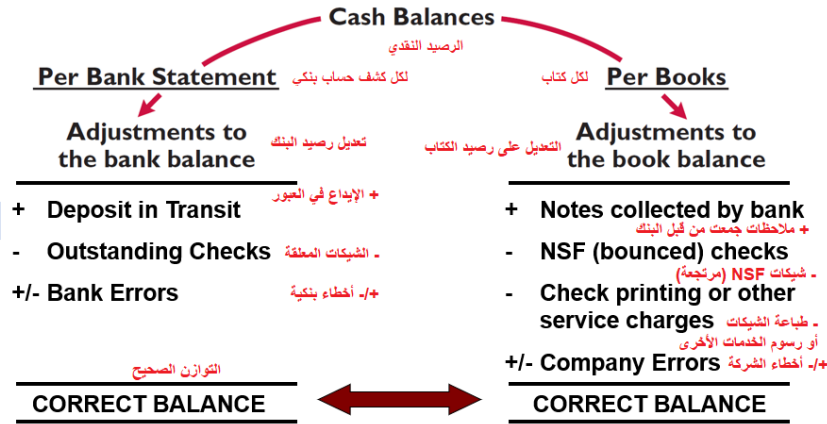 Cash Balances
الرصيد النقدي
Per Bank Statement لكل كشف حساب بنكي
Adjustments to
the bank balance
تعديل رصيد البنك
+ الإيداع في العبور
+ Deposit in Transit
- Outstanding Checks - الشيكات المعلقة
+/- Bank Errors +/- أخطاء بنكية
التوازن الصحيح
CORRECT BALANCE
لكل كتاب Per Books
Adjustments to
the book balance
التعديل على رصيد الكتاب
+ Notes collected by bank
+ ملاحظات جمعت من قبل البنك
- NSF (bounced) checks
- شيكات NSF (مرتجعة)
- Check printing or other
service charges - طباعة الشيكات
أو رسوم الخدمات الأخرى
+/- Company Errors +/- أخطاء الشركة
CORRECT BALANCE